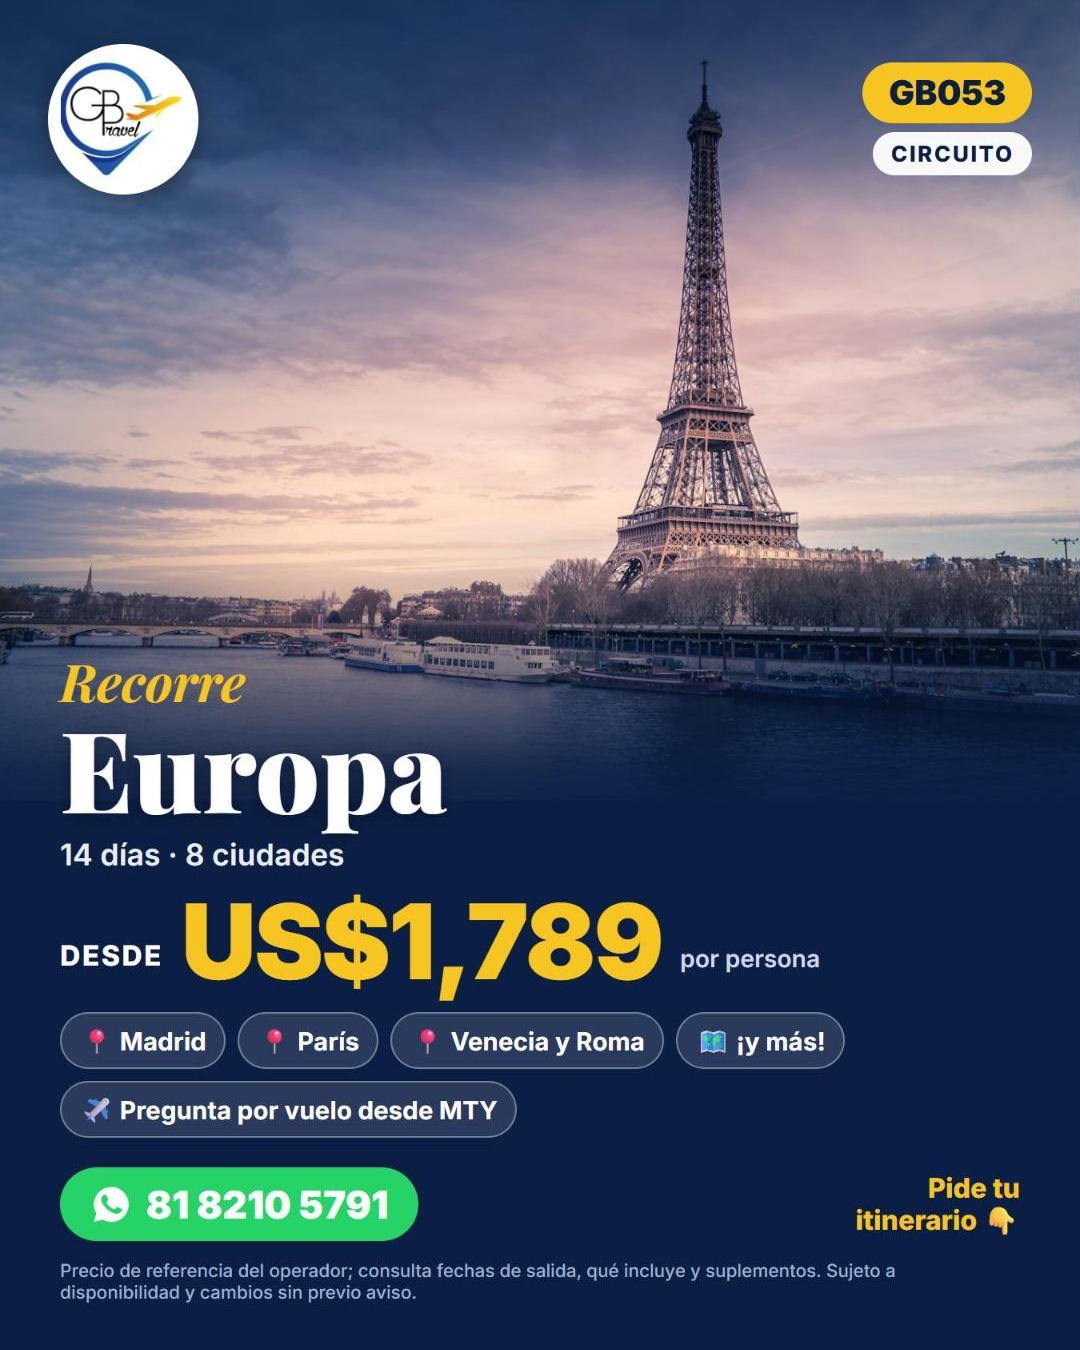 GB
Travel
GB053
CIRCUITO
Recorre
Europa
14 días · 8 ciudades
DESDE US$1,789 por persona
📍 Madrid 📍 París 📍 Venecia y Roma 🗺️ ¡y más!
✈️ Pregunta por vuelo desde MTY
81 8210 5791
Pide tu
itinerario 👇
Precio de referencia del operador; consulta fechas de salida, qué incluye y suplementos. Sujeto a
disponibilidad y cambios sin previo aviso.